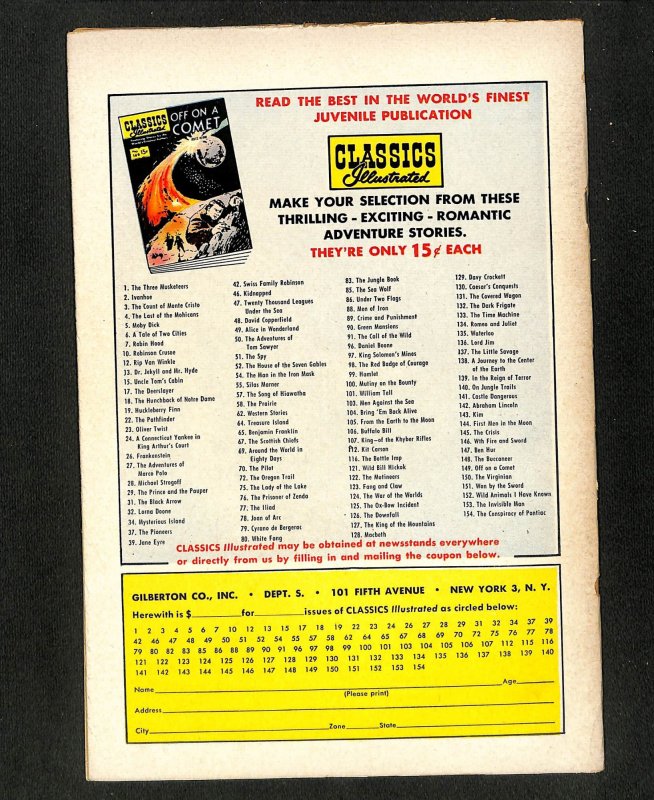 CLASSICS
Illustrated
OFF ON A
COMET
15¢
149
READ THE BEST IN THE WORLD'S FINEST
JUVENILE PUBLICATION
CLASSICS
Illustrated
MAKE YOUR SELECTION FROM THESE
THRILLING - EXCITING - ROMANTIC
ADVENTURE STORIES.
THEY'RE ONLY 15¢ EACH
1. The Three Musketeers
2. Ivanhoe
3. The Count of Monte Cristo
4. The Last of the Mohicans
5. Moby Dick
6. A Tale of Two Cities
7. Robin Hood
10. Robinson Crusoe
12. Rip Van Winkle
13. Dr. Jekyll and Mr. Hyde
15. Uncle Tom's Cabin
17. The Deerslayer
18. The Hunchback of Notre Dame
19. Huckleberry Finn
22. The Pathfinder
23. Oliver Twist
24. A Connecticut Yankee in
King Arthur's Court
26. Frankenstein
27. The Adventures of
Marco Polo
28. Michael Strogoff
29. The Prince and the Pauper
31. The Black Arrow
32. Lorna Doone
34. Mysterious Island
37. The Pioneers
39. Jane Eyre
42. Swiss Family Robinson
46. Kidnapped
47. Twenty Thousand Leagues
Under the Sea
48. David Copperfield
49. Alice in Wonderland
50. The Adventures of
Tom Sawyer
51. The Spy
52. The House of the Seven Gables
54. The Man in the Iron Mask
55. Silas Marner
57. The Song of Hiawatha
58. The Prairie
62. Western Stories
64. Treasure Island
65. Benjamin Franklin
67. The Scottish Chiefs
69. Around the World in
Eighty Days
70. The Pilot
72. The Oregon Trail
75. The Lady of the Lake
76. The Prisoner of Zenda
77. The Iliad
78. Joan of Arc
79. Cyrano de Bergerac
80. White Fang
83. The Jungle Book
85. The Sea Wolf
86. Under Two Flags
88. Men of Iron
89. Crime and Punishment
90. Green Mansions
91. The Call of the Wild
96. Daniel Boone
97. King Solomon's Mines
98. The Red Badge of Courage
99. Hamlet
100. Mutiny on the Bounty
101. William Tell
103. Men Against the Sea
104. Bring 'Em Back Alive
105. From the Earth to the Moon
106. Buffalo Bill
107. King—of the Khyber Rifles
112. Kit Carson
116. The Bottle Imp
121. Wild Bill Hickok
122. The Mutineers
123. Fang and Claw
124. The War of the Worlds
125. The Ox-Bow Incident
126. The Downfall
127. The King of the Mountains
128. Macbeth
129. Davy Crockett
130. Caesar's Conquests
131. The Covered Wagon
132. The Dark Frigate
133. The Time Machine
134. Romeo and Juliet
135. Waterloo
136. Lord Jim
137. The Little Savage
138. A Journey to the Center
of the Earth
139. In the Reign of Terror
140. On Jungle Trails
141. Castle Dangerous
142. Abraham Lincoln
143. Kim
144. First Men in the Moon
145. The Crisis
146. Wth Fire and Sword
147. Ben Hur
148. The Buccaneer
149. Off on a Comet
150. The Virginian
151. Won by the Sword
152. Wild Animals I Have Known
153. The Invisible Man
154. The Conspiracy of Pontiac
CLASSICS Illustrated may be obtained at newsstands everywhere
or directly from us by filling in and mailing the coupon below.
GILBERTON CO., INC. • DEPT. S. • 101 FIFTH AVENUE • NEW YORK 3, N. Y.
Herewith is $ for issues of CLASSICS Illustrated as circled below:
1 2 3 4 5 6 7 10 12 13 15 17 18 19 22 23 24 26 27 28 29 31 32 34 37 39
42 46 47 48 49 50 51 52 54 55 57 58 62 64 65 67 69 70 72 75 76 77 78
79 80 83 85 86 88 89 90 91 96 97 98 99 100 101 103 104 105 106 107 112 116
121 122 123 124 125 126 127 128 129 130 131 132 133 134 135 136 137 138 139 140
141 142 143 144 145 146 147 148 149 150 151 152 153 154
Name Age
(Please print)
Address
City Zone State